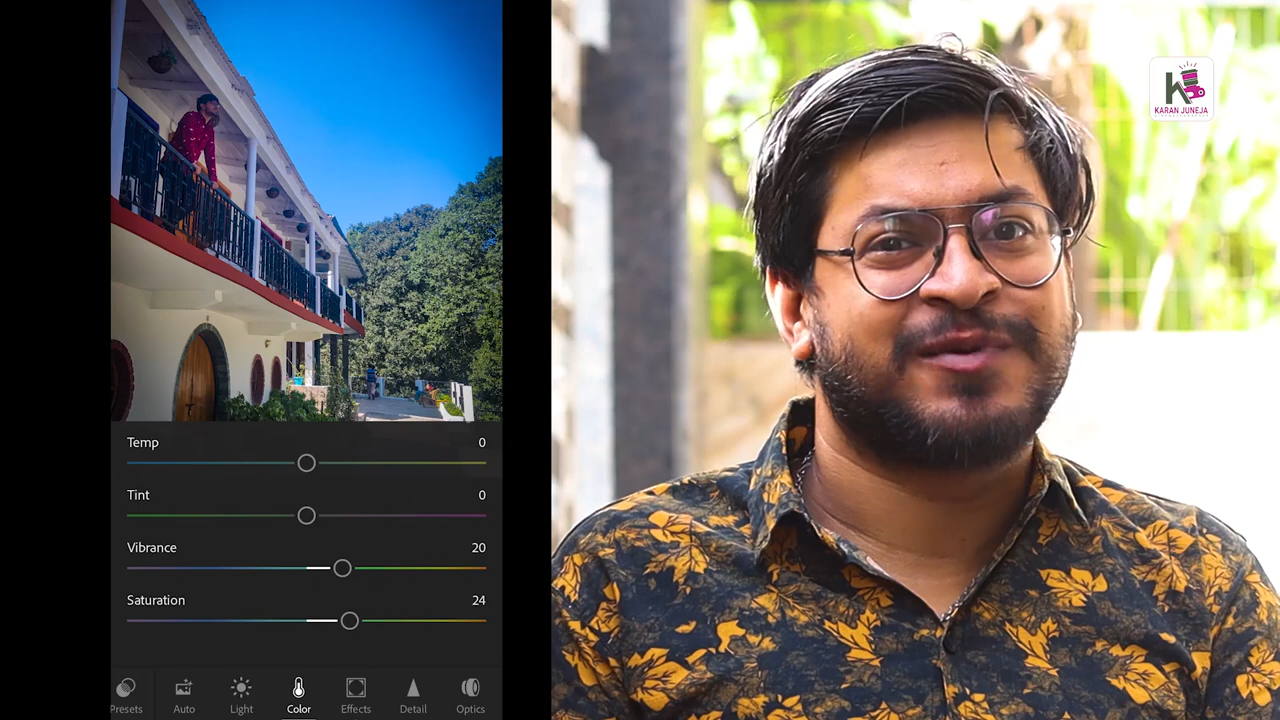 Temp 0
Tint 0
Vibrance 20
Saturation 24
Presets Auto Light Color Effects Detail Optics
KARAN JUNEJA